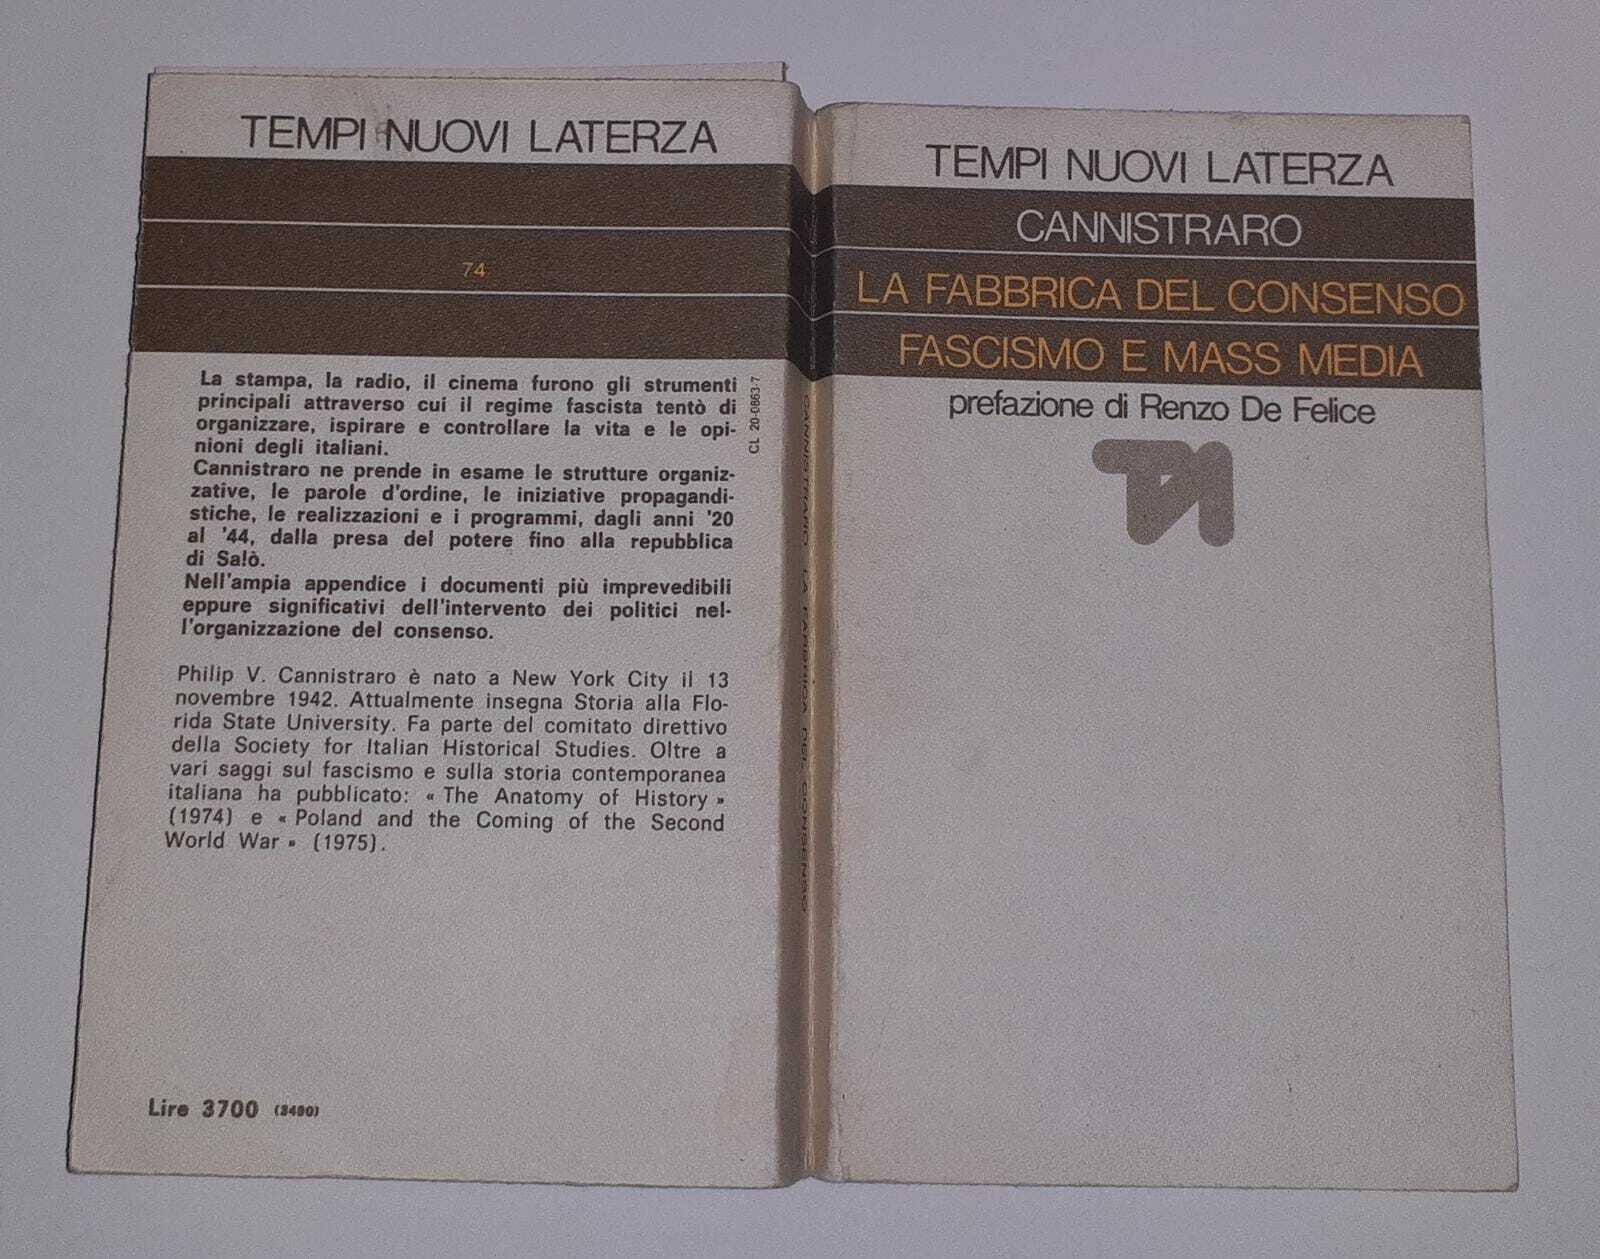 TEMPI NUOVI LATERZA
74
La stampa, la radio, il cinema furono gli strumenti
principali attraverso cui il regime fascista tentò di
organizzare, ispirare e controllare la vita e le opi-
nioni degli italiani.
Cannistraro ne prende in esame le strutture organiz-
zative, le parole d'ordine, le iniziative propagandi-
stiche, le realizzazioni e i programmi, dagli anni '20
al '44, dalla presa del potere fino alla repubblica
di Salò.
Nell'ampia appendice i documenti più imprevedibili
eppure significativi dell'intervento dei politici nel-
l'organizzazione del consenso.
Philip V. Cannistraro è nato a New York City il 13
novembre 1942. Attualmente insegna Storia alla Flo-
rida State University. Fa parte del comitato direttivo
della Society for Italian Historical Studies. Oltre a
vari saggi sul fascismo e sulla storia contemporanea
italiana ha pubblicato: « The Anatomy of History »
(1974) e « Poland and the Coming of the Second
World War » (1975).
Lire 3700 (3490)
CL 20-0863-7
CANNISTRARO LA FABBRICA DEL CONSENSO
TEMPI NUOVI LATERZA
CANNISTRARO
LA FABBRICA DEL CONSENSO
FASCISMO E MASS MEDIA
prefazione di Renzo De Felice